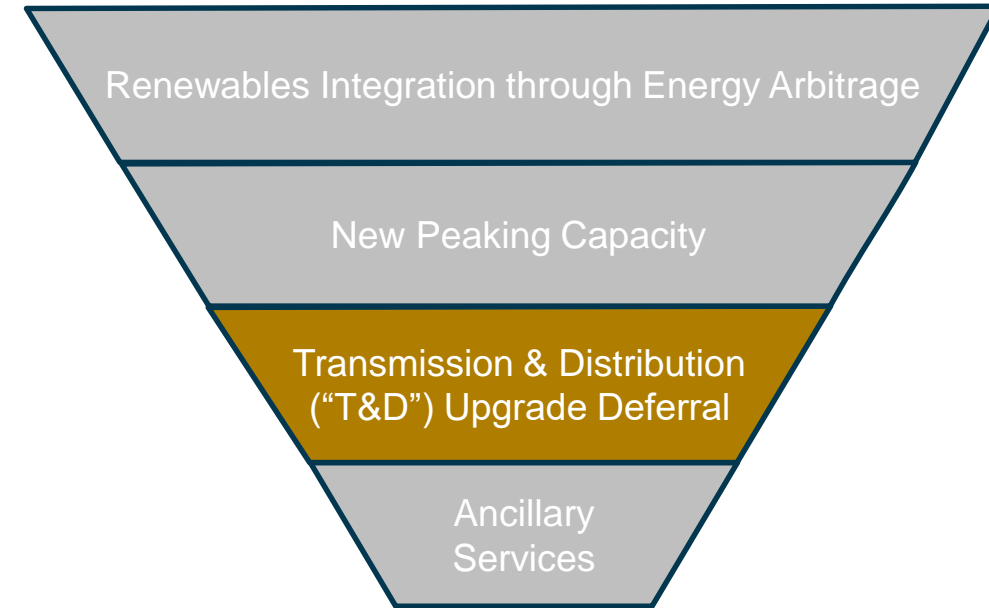 Renewables Integration through Energy Arbitrage
New Peaking Capacity
Transmission & Distribution
(“T&D”) Upgrade Deferral
Ancillary
Services